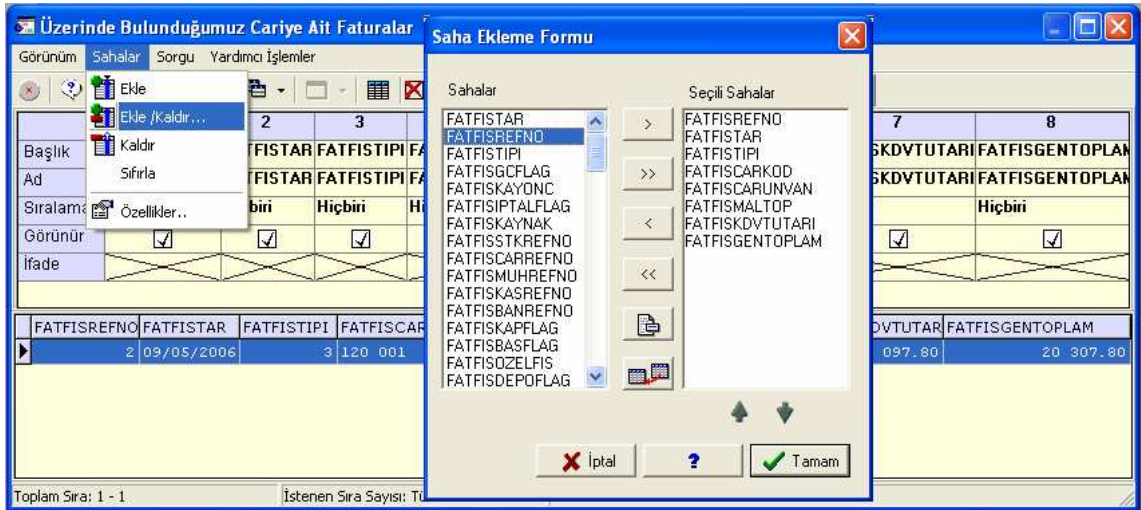 Üzerinde Bulunduğumuz Cariye Ait Faturalar
Görünüm Sahalar Sorgu Yardımcı İşlemler
Ekle
Ekle /Kaldır...
Kaldır
Sıfırla
Özellikler..
2 3 7 8
Başlık FISTAR FATFISTIPI SKDVTUTARI FATFISGENTOPLAM
Ad FISTAR FATFISTIPI SKDVTUTARI FATFISGENTOPLAM
Sıralama biri Hiçbiri Hiçbiri
Görünür
İfade
FATFISREFNO FATFISTAR FATFISTIPI FATFISCAR DVTUTAR FATFISGENTOPLAM
2 09/05/2006 3 120 001 097.80 20 307.80
Toplam Sıra: 1 - 1 İstenen Sıra Sayısı:
Saha Ekleme Formu
Sahalar
FATFISTAR
FATFISREFNO
FATFISTIPI
FATFISGCFLAG
FATFISKAYONC
FATFISIPTALFLAG
FATFISKAYNAK
FATFISSTKREFNO
FATFISCARREFNO
FATFISMUHREFNO
FATFISKASREFNO
FATFISBANREFNO
FATFISKAPFLAG
FATFISBASFLAG
FATFISOZELFIS
FATFISDEPOFLAG
>
>>
<
<<
Seçili Sahalar
FATFISREFNO
FATFISTAR
FATFISTIPI
FATFISCARKOD
FATFISCARUNVAN
FATFISMALTOP
FATFISKDVTUTARI
FATFISGENTOPLAM
İptal ? Tamam